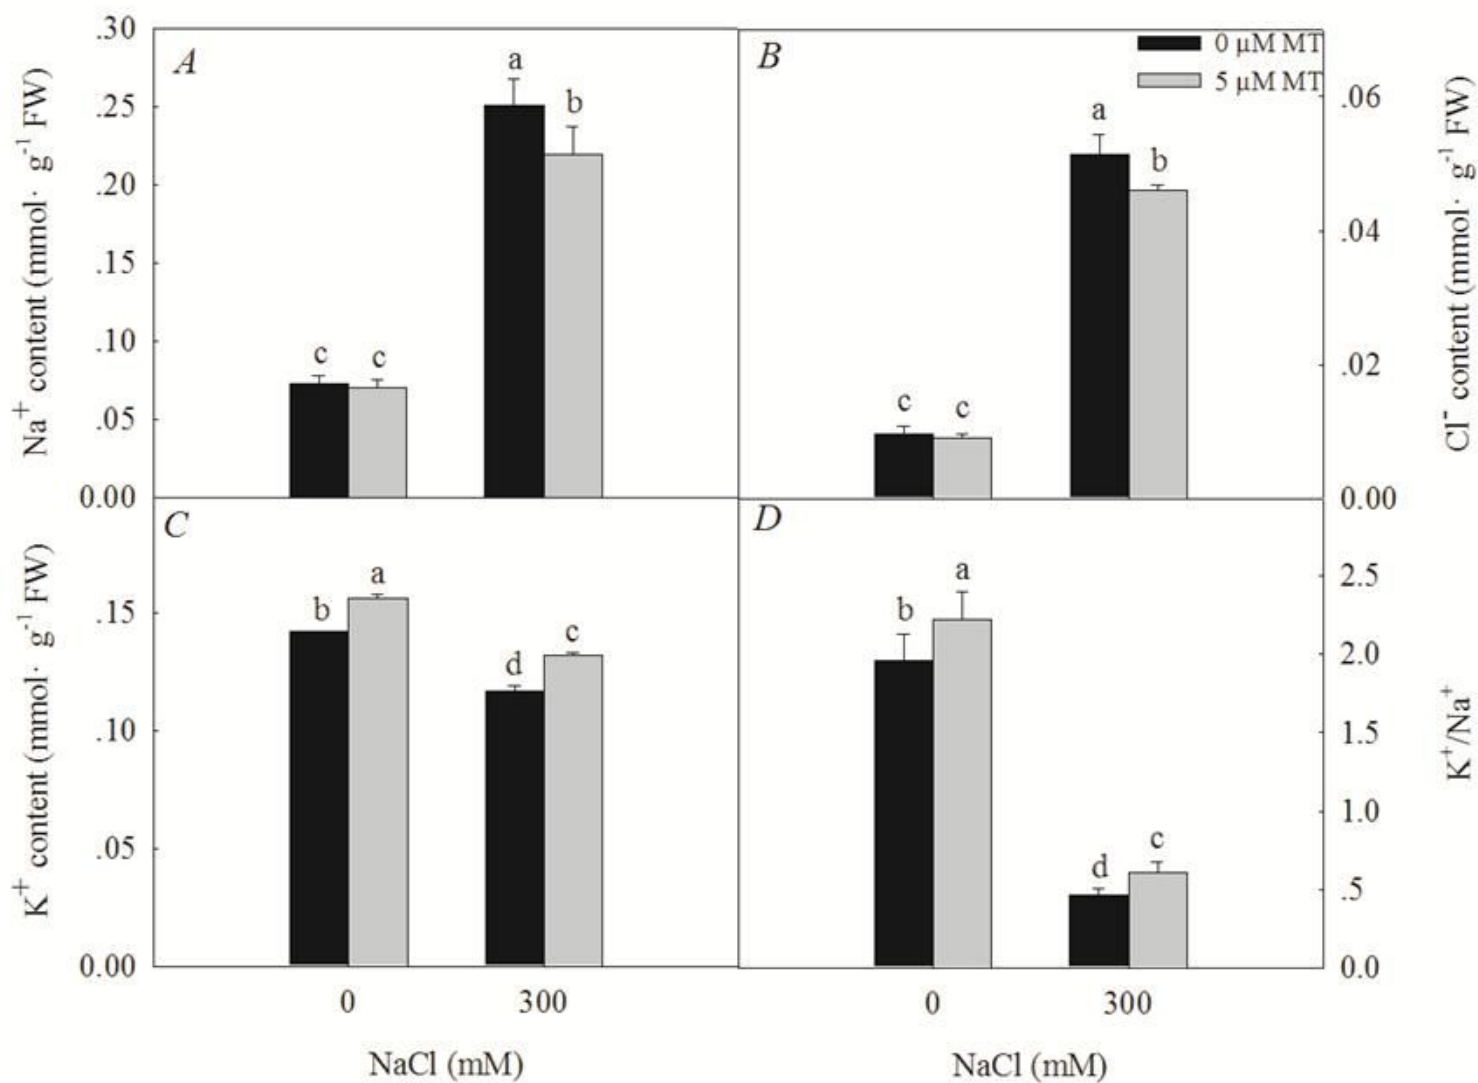 A
Na⁺ content (mmol· g⁻¹ FW)
.30
.25
.20
.15
.10
.05
0.00
c c a b
B
0 µM MT
5 µM MT
Cl⁻ content (mmol· g⁻¹ FW)
.06
.04
.02
0.00
c c a b
C
K⁺ content (mmol· g⁻¹ FW)
.15
.10
.05
0.00
b a d c
0 300
NaCl (mM)
D
K⁺/Na⁺
2.5
2.0
1.5
1.0
.5
0.0
b a d c
0 300
NaCl (mM)